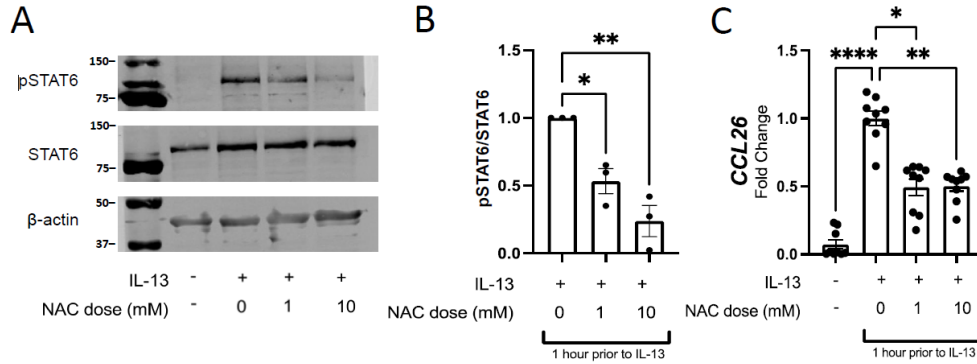 A
pSTAT6
150-
75-
STAT6
150-
75-
β-actin
50-
37-
IL-13 - + + +
NAC dose (mM) - 0 1 10
B
pSTAT6/STAT6
1.5
1.0
0.5
0.0
**
*
IL-13 + + +
NAC dose (mM) 0 1 10
1 hour prior to IL-13
C
CCL26
Fold Change
1.5
1.0
0.5
0.0
*
**** **
IL-13 - + + +
NAC dose (mM) - 0 1 10
1 hour prior to IL-13